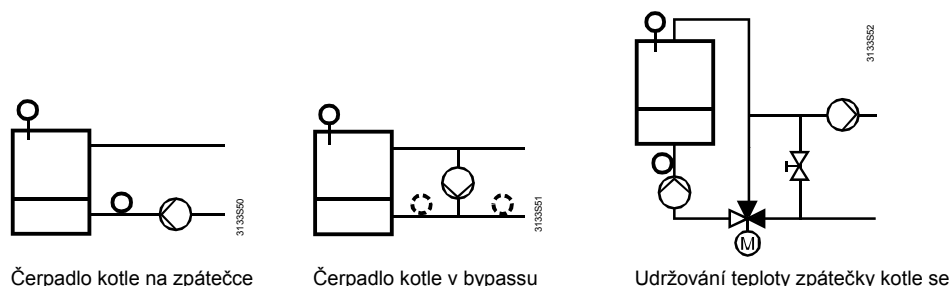 3133S52
3133S50
3133S51
M
Čerpadlo kotle na zpátečce
Čerpadlo kotle v bypassu
Udržování teploty zpátečky kotle se